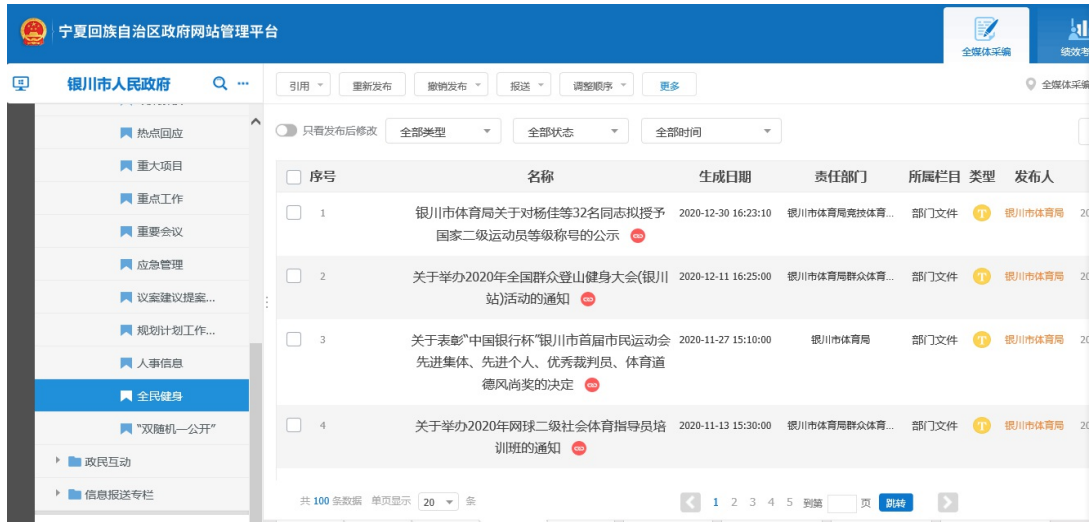 宁夏回族自治区政府网站管理平台
全媒体采编
绩效考
银川市人民政府
引用
重新发布
撤销发布
报送
调整顺序
更多
全媒体采编
热点回应
重大项目
重点工作
重要会议
应急管理
议案建议提案...
规划计划工作...
人事信息
全民健身
“双随机一公开”
政民互动
信息报送专栏
只看发布后修改
全部类型
全部状态
全部时间
序号 名称 生成日期 责任部门 所属栏目 类型 发布人
1 银川市体育局关于对杨佳等32名同志拟授予 2020-12-30 16:23:10 银川市体育局竞技体育... 部门文件 T 银川市体育局 20
国家二级运动员等级称号的公示
2 关于举办2020年全国群众登山健身大会(银川 2020-12-11 16:25:00 银川市体育局群众体育... 部门文件 T 银川市体育局 20
站)活动的通知
3 关于表彰“中国银行杯”银川市首届市民运动会 2020-11-27 15:10:00 银川市体育局 部门文件 T 银川市体育局 20
先进集体、先进个人、优秀裁判员、体育道
德风尚奖的决定
4 关于举办2020年网球二级社会体育指导员培 2020-11-13 15:30:00 银川市体育局群众体育... 部门文件 T 银川市体育局 20
训班的通知
共 100 条数据 单页显示 20 条
1 2 3 4 5 到第 页 跳转